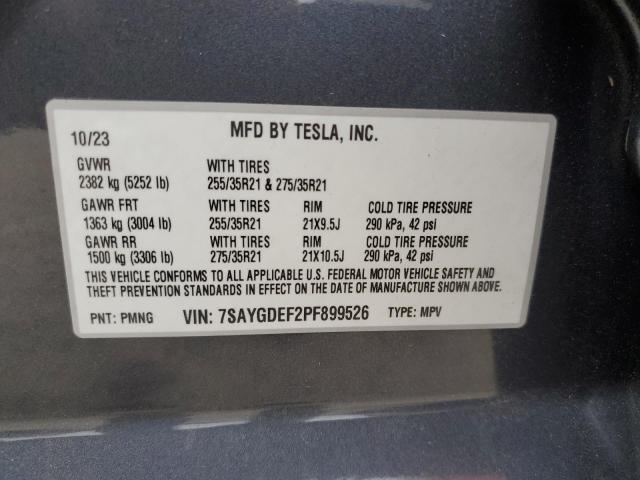 10/23 MFD BY TESLA, INC.
GVWR WITH TIRES
2382 kg (5252 lb) 255/35R21 & 275/35R21
GAWR FRT WITH TIRES RIM COLD TIRE PRESSURE
1363 kg (3004 lb) 255/35R21 21X9.5J 290 kPa, 42 psi
GAWR RR WITH TIRES RIM COLD TIRE PRESSURE
1500 kg (3306 lb) 275/35R21 21X10.5J 290 kPa, 42 psi
THIS VEHICLE CONFORMS TO ALL APPLICABLE U.S. FEDERAL MOTOR VEHICLE SAFETY AND
THEFT PREVENTION STANDARDS IN EFFECT ON THE DATE OF MANUFACTURE SHOWN ABOVE.
PNT: PMNG VIN: 7SAYGDEF2PF899526 TYPE: MPV